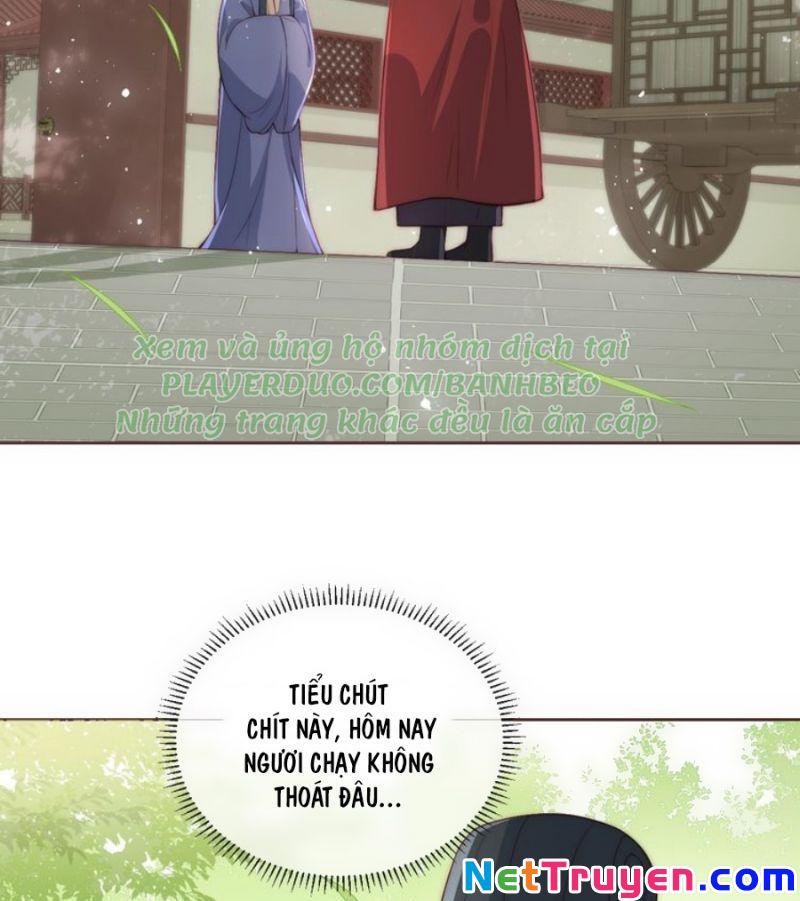 Xem và ủng hộ nhóm dịch tại
PLAYERDUO.COM/BANHBEO
Những trang khác đều là ăn cắp
TIỂU CHÚT
CHÍT NÀY, HÔM NAY
NGƯƠI CHẠY KHÔNG
THOÁT ĐÂU...
NetTruyen.com